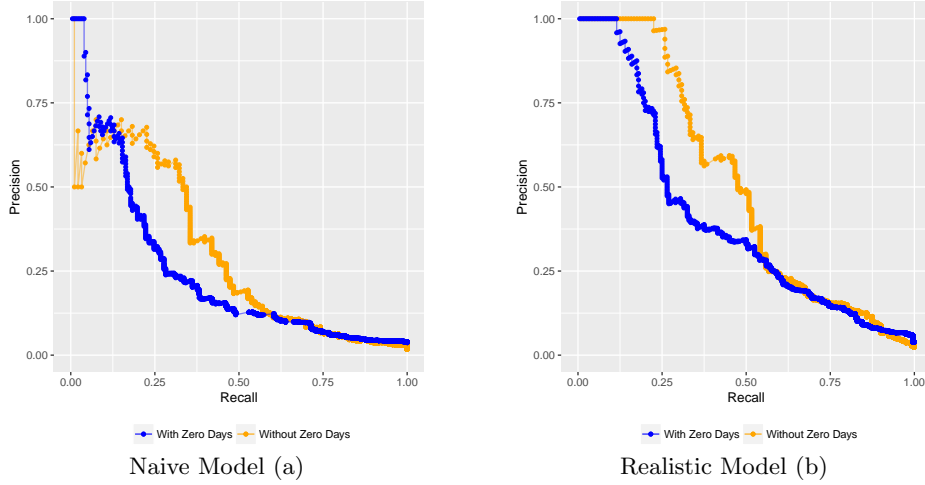 1.00
0.75
0.50
0.25
0.00
Precision
0.00 0.25 0.50 0.75 1.00
Recall
With Zero Days Without Zero Days
Naive Model (a)
1.00
0.75
0.50
0.25
0.00
Precision
0.00 0.25 0.50 0.75 1.00
Recall
With Zero Days Without Zero Days
Realistic Model (b)